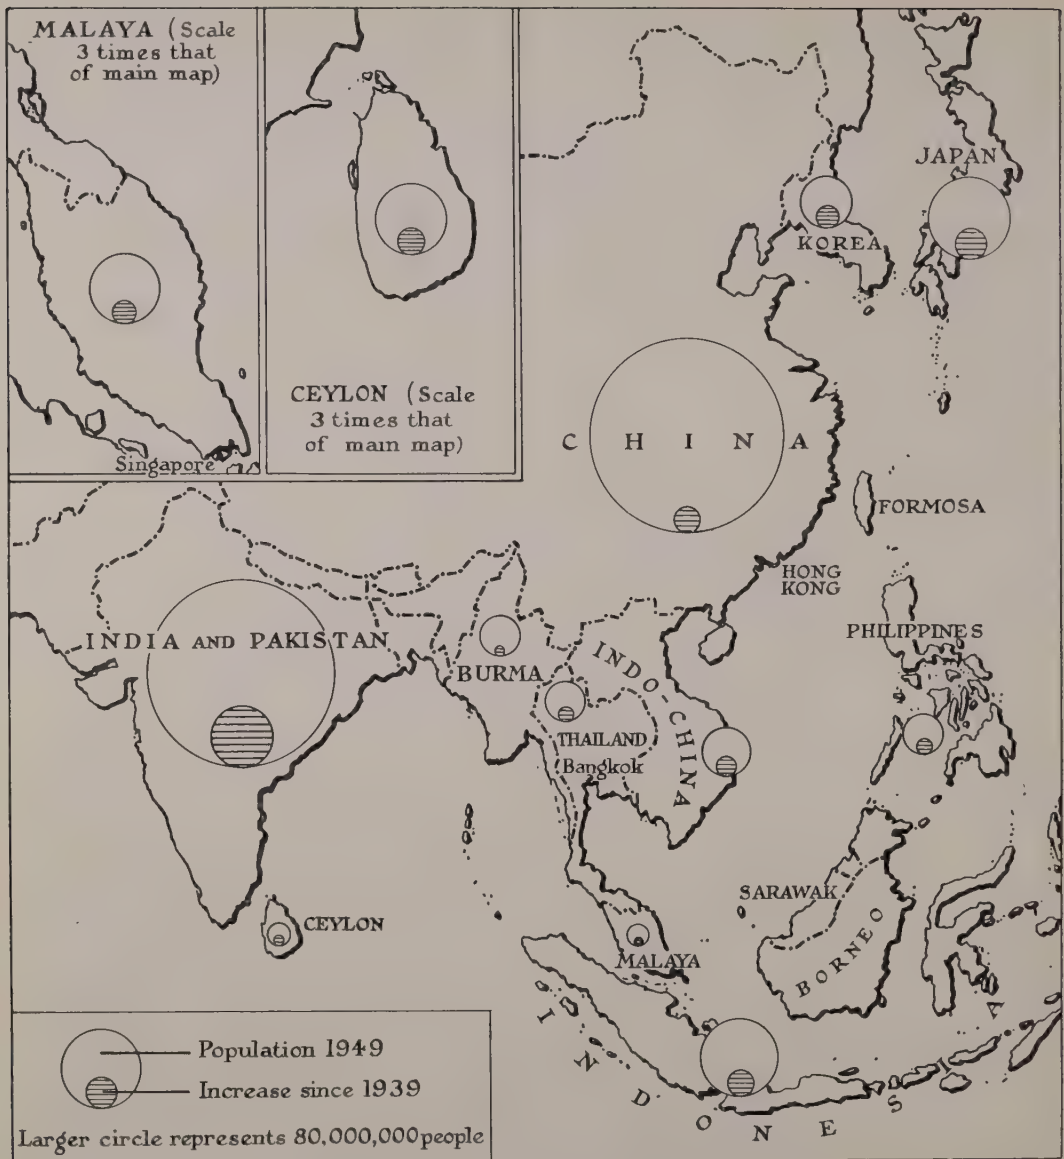 MALAYA (Scale
3 times that
of main map)
Singapore
CEYLON (Scale
3 times that
of main map)
JAPAN
KOREA
CHINA
FORMOSA
HONG
KONG
INDIA AND PAKISTAN
BURMA
INDO-CHINA
THAILAND
Bangkok
PHILIPPINES
CEYLON
MALAYA
SARAWAK
BORNEO
INDONESIA
Population 1949
Increase since 1939
Larger circle represents 80,000,000 people